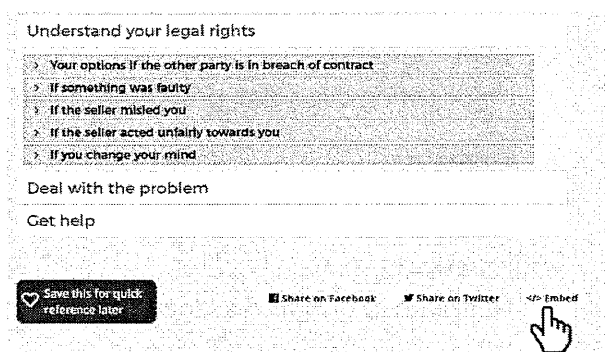 Understand your legal rights
> Your options if the other party is in breach of contract
> If something was faulty
> If the seller misled you
> If the seller acted unfairly towards you
> If you change your mind
Deal with the problem
Get help
Save this for quick
reference later
Share on Facebook
Share on Twitter
</> Embed